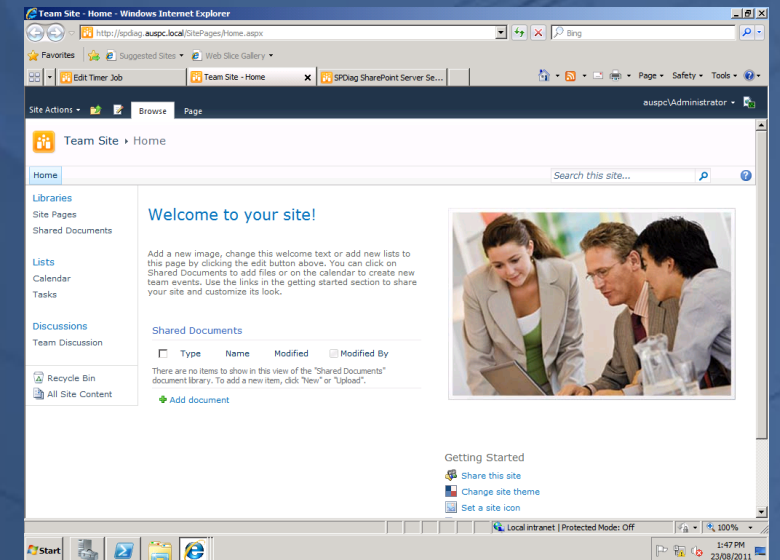 Team Site - Home - Windows Internet Explorer
http://spdiag.auspc.local/SitePages/Home.aspx
Bing
Favorites Suggested Sites Web Slice Gallery
Edit Timer Job Team Site - Home SPDiag SharePoint Server Se... Page Safety Tools
Site Actions Browse Page auspc\Administrator
Team Site Home
Home Search this site...
Libraries
Site Pages
Shared Documents
Lists
Calendar
Tasks
Discussions
Team Discussion
Recycle Bin
All Site Content
Welcome to your site!
Add a new image, change this welcome text or add new lists to
this page by clicking the edit button above. You can click on
Shared Documents to add files or on the calendar to create new
team events. Use the links in the getting started section to share
your site and customize its look.
Shared Documents
Type Name Modified Modified By
There are no items to show in this view of the "Shared Documents"
document library. To add a new item, click "New" or "Upload".
Add document
Getting Started
Share this site
Change site theme
Set a site icon
Local intranet | Protected Mode: Off 100%
Start 1:47 PM
23/08/2011